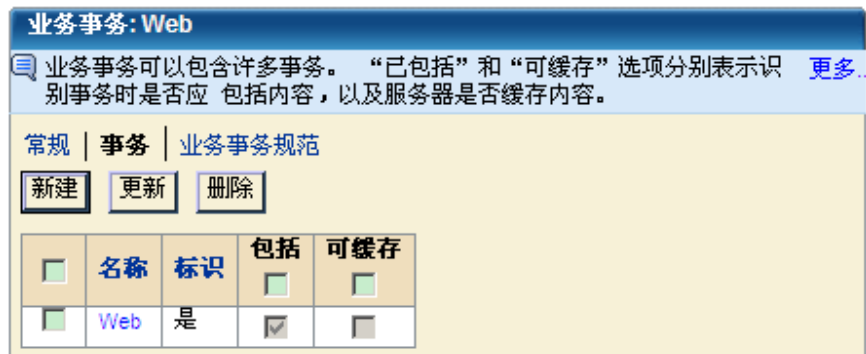 业务事务: Web
业务事务可以包含许多事务。 “已包括”和“可缓存”选项分别表示识 更多..
别事务时是否应 包括内容，以及服务器是否缓存内容。
常规 | 事务 | 业务事务规范
新建 更新 删除
名称 标识 包括 可缓存
Web 是